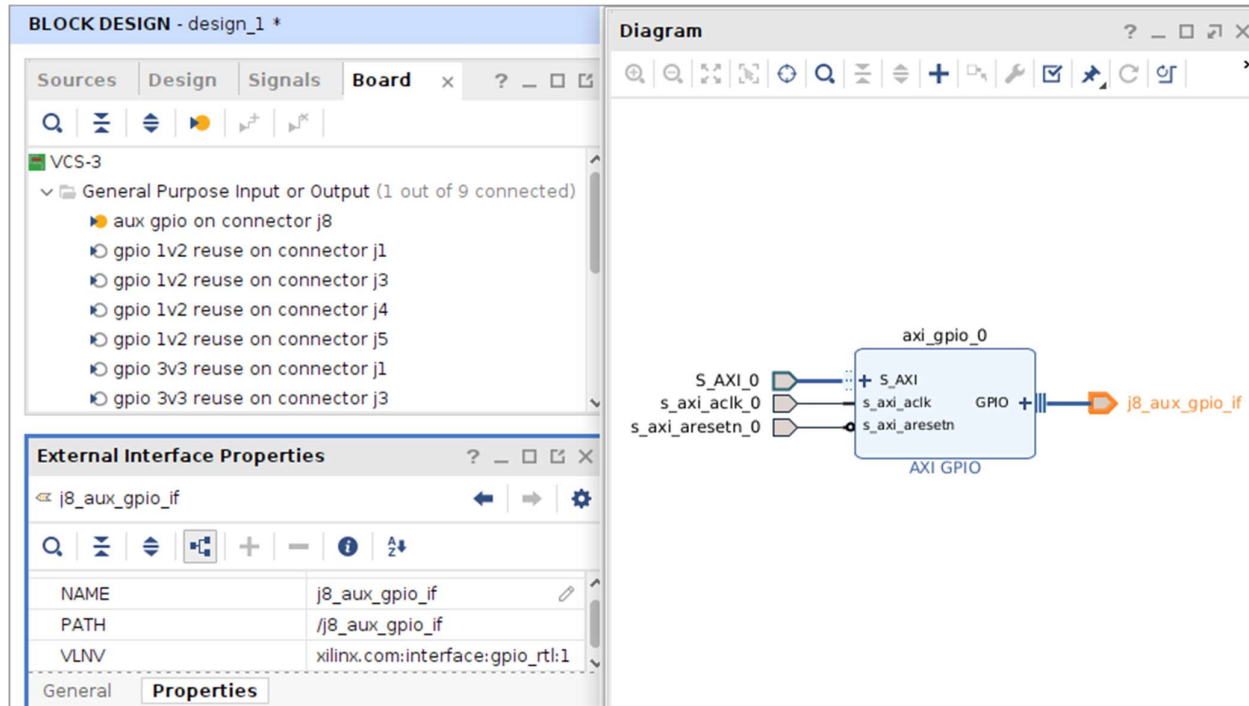 BLOCK DESIGN - design_1 *
Sources Design Signals Board
VCS-3
General Purpose Input or Output (1 out of 9 connected)
aux gpio on connector j8
gpio 1v2 reuse on connector j1
gpio 1v2 reuse on connector j3
gpio 1v2 reuse on connector j4
gpio 1v2 reuse on connector j5
gpio 3v3 reuse on connector j1
gpio 3v3 reuse on connector j3
External Interface Properties
j8_aux_gpio_if
NAME j8_aux_gpio_if
PATH /j8_aux_gpio_if
VLNV xilinx.com:interface:gpio_rtl:1
General Properties
Diagram
axi_gpio_0
S_AXI_0 S_AXI
s_axi_aclk_0 s_axi_aclk GPIO j8_aux_gpio_if
s_axi_aresetn_0 s_axi_aresetn
AXI GPIO